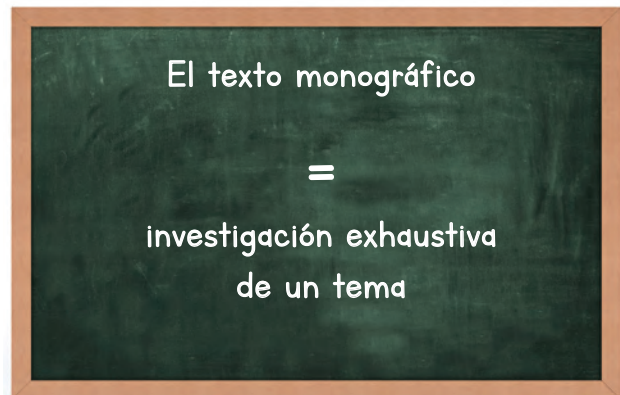 El texto monográfico
=
investigación exhaustiva
de un tema